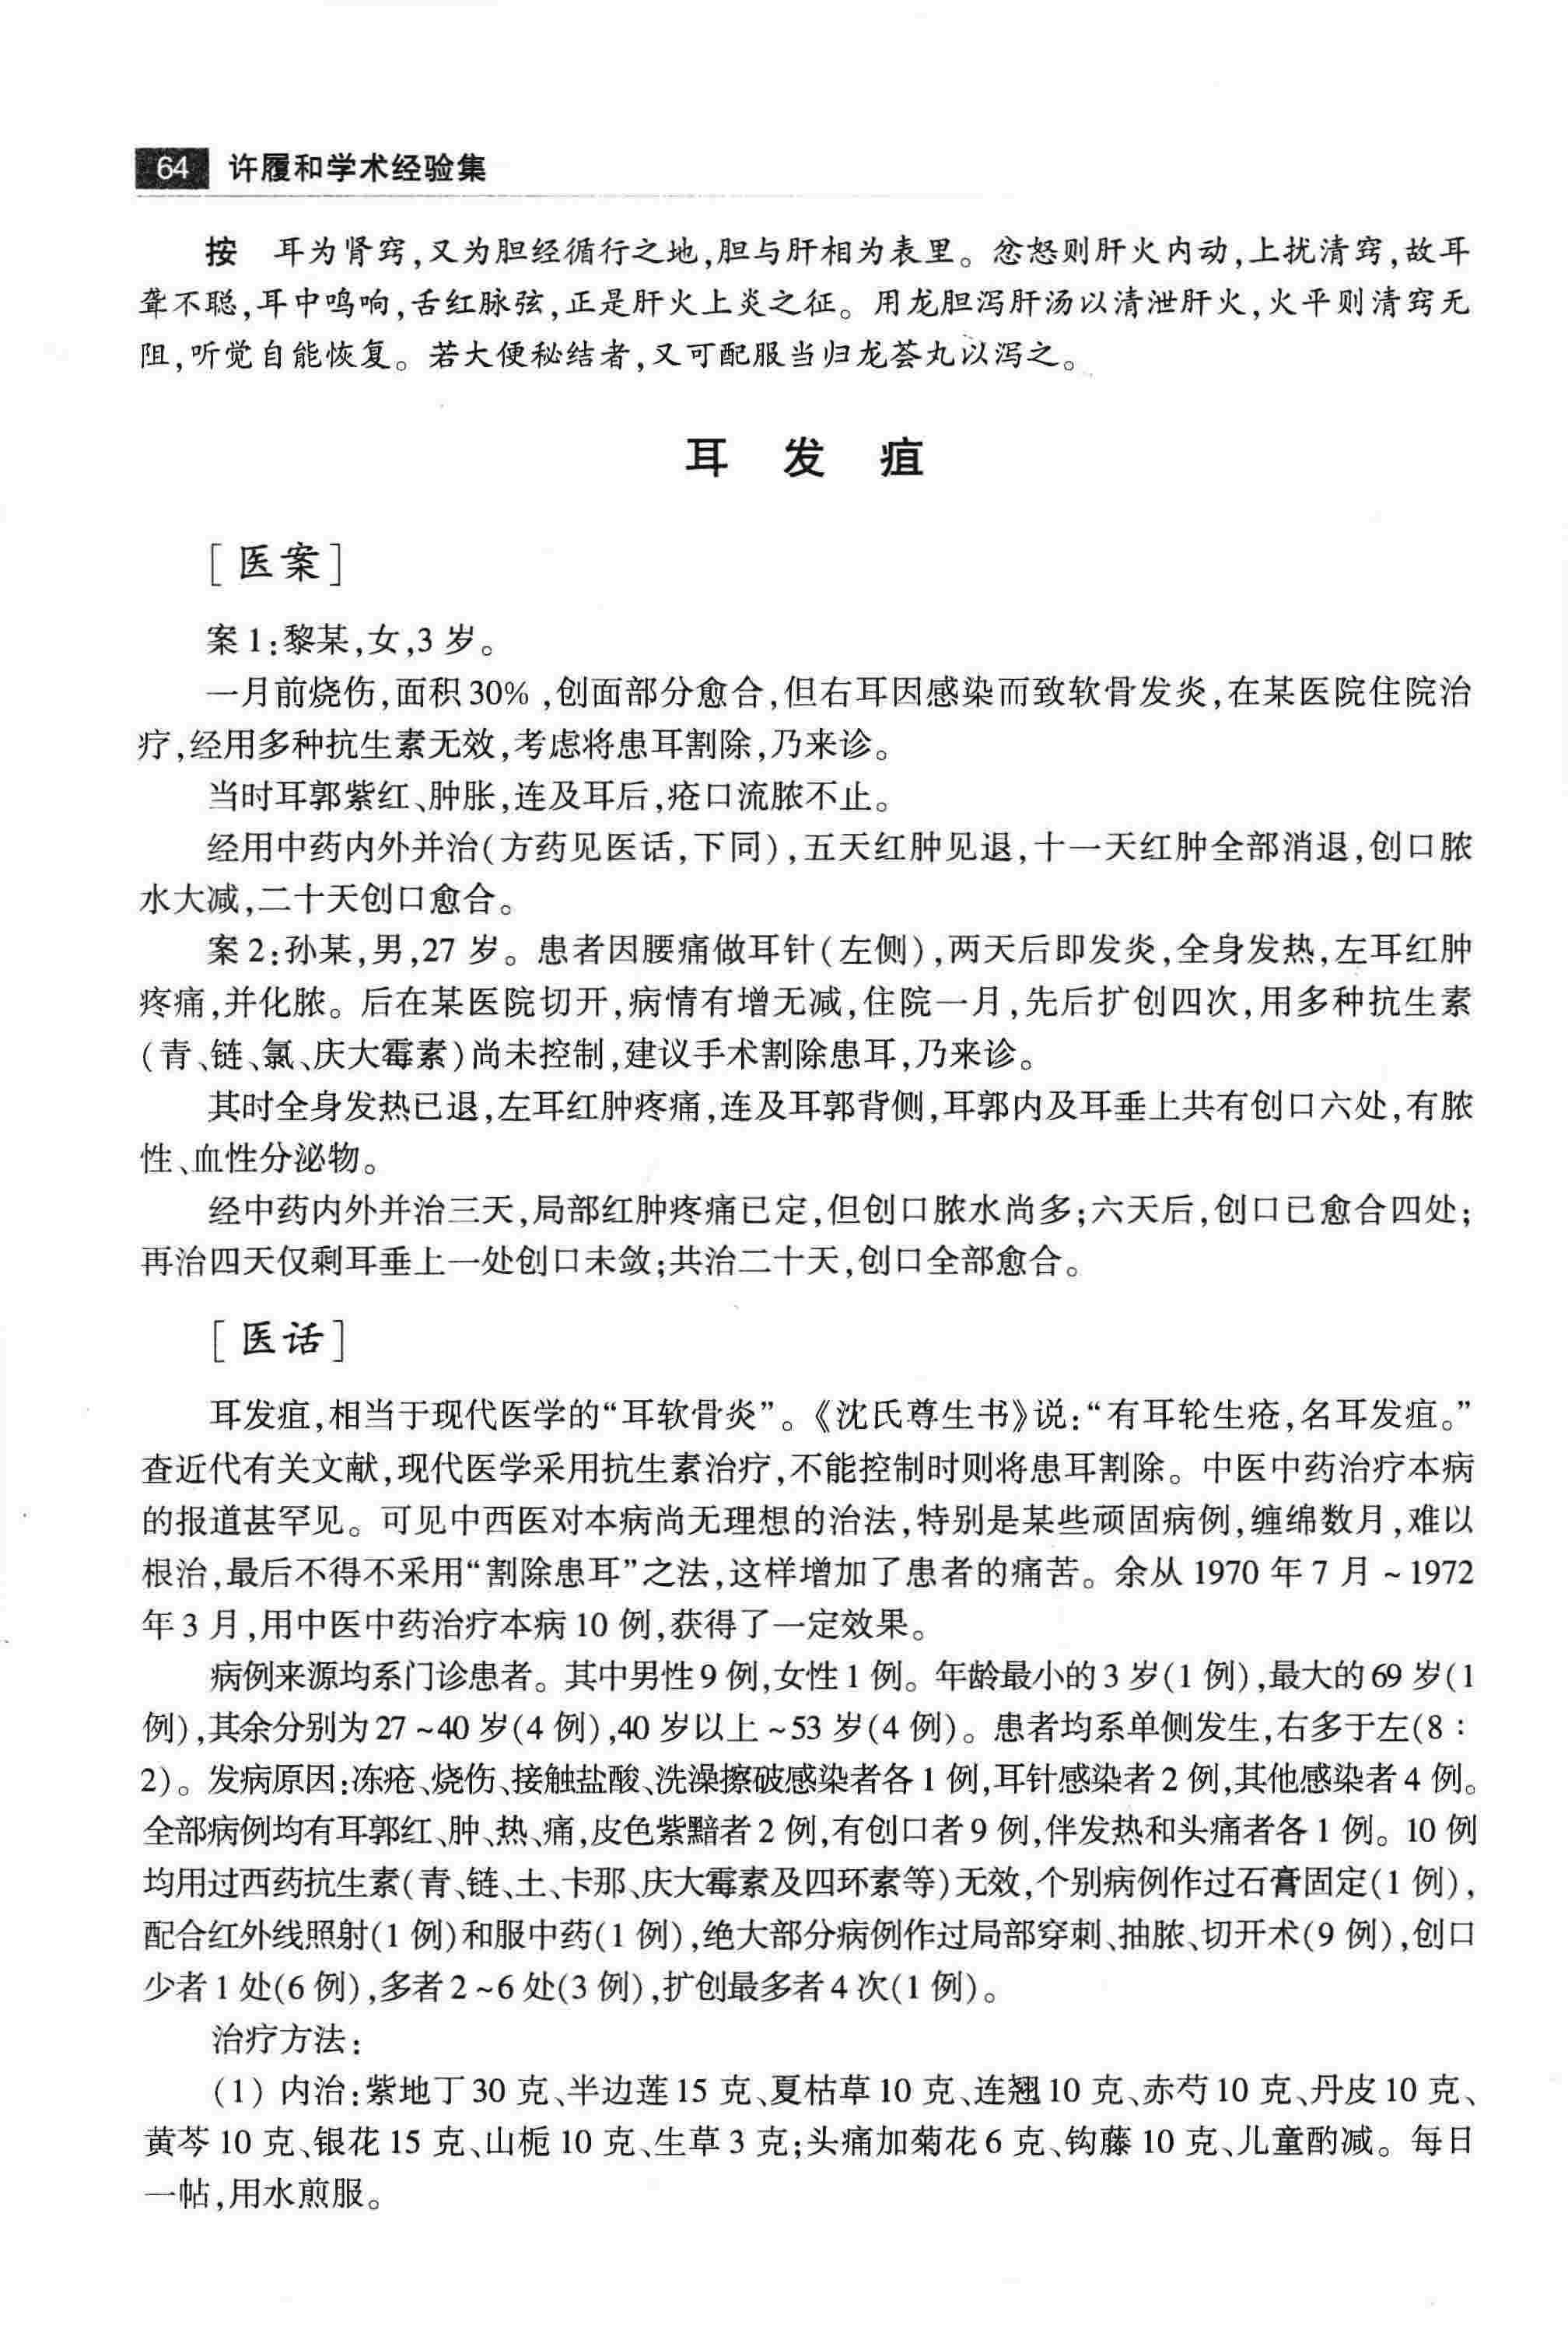 64 许履和学术经验集
按 耳为肾窍,又为胆经循行之地,胆与肝相为表里。忿怒则肝火内动,上扰清窍,故耳
聋不聪,耳中鸣响,舌红脉弦,正是肝火上炎之征。用龙胆泻肝汤以清泄肝火,火平则清窍无
阻,听觉自能恢复。若大便秘结者,又可配服当归龙荟丸以泻之。
耳 发 疽
[医案]
案1:黎某,女,3岁。
一月前烧伤,面积30%,创面部分愈合,但右耳因感染而致软骨发炎,在某医院住院治
疗,经用多种抗生素无效,考虑将患耳割除,乃来诊。
当时耳郭紫红、肿胀,连及耳后,疮口流脓不止。
经用中药内外并治(方药见医话,下同),五天红肿见退,十一天红肿全部消退,创口脓
水大减,二十天创口愈合。
案2:孙某,男,27岁。患者因腰痛做耳针(左侧),两天后即发炎,全身发热,左耳红肿
疼痛,并化脓。后在某医院切开,病情有增无减,住院一月,先后扩创四次,用多种抗生素
(青、链、氯、庆大霉素)尚未控制,建议手术割除患耳,乃来诊。
其时全身发热已退,左耳红肿疼痛,连及耳郭背侧,耳郭内及耳垂上共有创口六处,有脓
性、血性分泌物。
经中药内外并治三天,局部红肿疼痛已定,但创口脓水尚多;六天后,创口已愈合四处;
再治四天仅剩耳垂上一处创口未敛;共治二十天,创口全部愈合。
[医话]
耳发疽,相当于现代医学的“耳软骨炎”。《沈氏尊生书》说:“有耳轮生疮,名耳发疽。”
查近代有关文献,现代医学采用抗生素治疗,不能控制时则将患耳割除。中医中药治疗本病
的报道甚罕见。可见中西医对本病尚无理想的治法,特别是某些顽固病例,缠绵数月,难以
根治,最后不得不采用“割除患耳”之法,这样增加了患者的痛苦。余从1970年7月~1972
年3月,用中医中药治疗本病10例,获得了一定效果。
病例来源均系门诊患者。其中男性9例,女性1例。年龄最小的3岁(1例),最大的69岁(1
例),其余分别为27~40岁(4例),40岁以上~53岁(4例)。患者均系单侧发生,右多于左(8:
2)。发病原因:冻疮、烧伤、接触盐酸、洗澡擦破感染者各1例,耳针感染者2例,其他感染者4例。
全部病例均有耳郭红、肿、热、痛,皮色紫黯者2例,有创口者9例,伴发热和头痛者各1例。10例
均用过西药抗生素(青、链、土、卡那、庆大霉素及四环素等)无效,个别病例作过石膏固定(1例),
配合红外线照射(1例)和服中药(1例),绝大部分病例作过局部穿刺、抽脓、切开术(9例),创口
少者1处(6例),多者2~6处(3例),扩创最多者4次(1例)。
治疗方法:
(1) 内治:紫地丁30克、半边莲15克、夏枯草10克、连翘10克、赤芍10克、丹皮10克、
黄芩10克、银花15克、山栀10克、生草3克;头痛加菊花6克、钩藤10克、儿童酌减。每日
一帖,用水煎服。